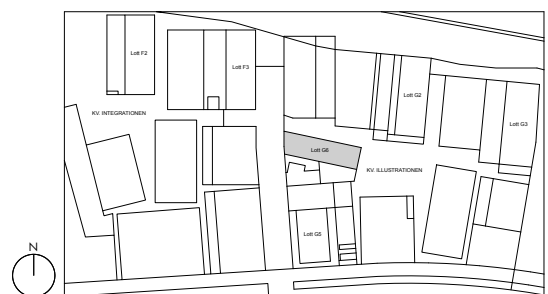 Lott F2
Lott F3
Lott G2
KV. INTEGRATIONEN
Lott G3
Lott G6
KV. ILLUSTRATIONEN
Lott G5
N